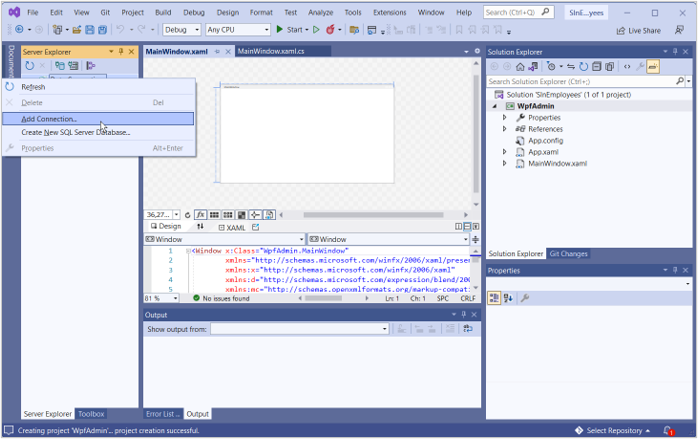 File Edit View Git Project Build Debug Design Format Test Analyze Tools Extensions Window Help Search (Ctrl+Q) SInE...yees
Debug Any CPU Start Live Share
Server Explorer
MainWindow.xaml MainWindow.xaml.cs
Solution Explorer
Search Solution Explorer (Ctrl+;)
Refresh
Delete Del
Add Connection...
Create New SQL Server Database...
Properties Alt+Enter
Solution 'SInEmployees' (1 of 1 project)
WpfAdmin
Properties
References
App.config
App.xaml
MainWindow.xaml
36,27...
Design XAML
Window Window
1 <Window x:Class="WpfAdmin.MainWindow"
2 xmlns="http://schemas.microsoft.com/winfx/2006/xaml/presen
3 xmlns:x="http://schemas.microsoft.com/winfx/2006/xaml"
4 xmlns:d="http://schemas.microsoft.com/expression/blend/200
5 xmlns:mc="http://schemas.openxmlformats.org/markup-compati
81 % No issues found Ln: 1 Ch: 1 SPC CRLF
Solution Explorer Git Changes
Properties
Output
Show output from:
Server Explorer Toolbox
Error List ... Output
Creating project 'WpfAdmin'... project creation successful. Select Repository 1